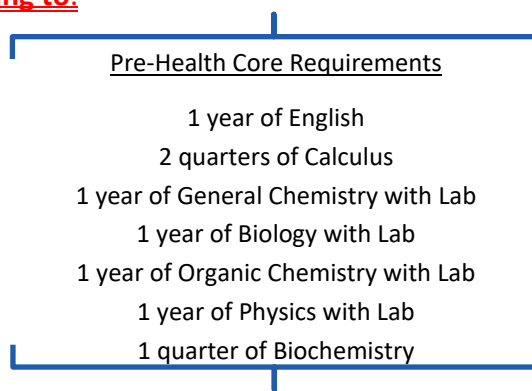 to:
Pre-Health Core Requirements
1 year of English
2 quarters of Calculus
1 year of General Chemistry with Lab
1 year of Biology with Lab
1 year of Organic Chemistry with Lab
1 year of Physics with Lab
1 quarter of Biochemistry